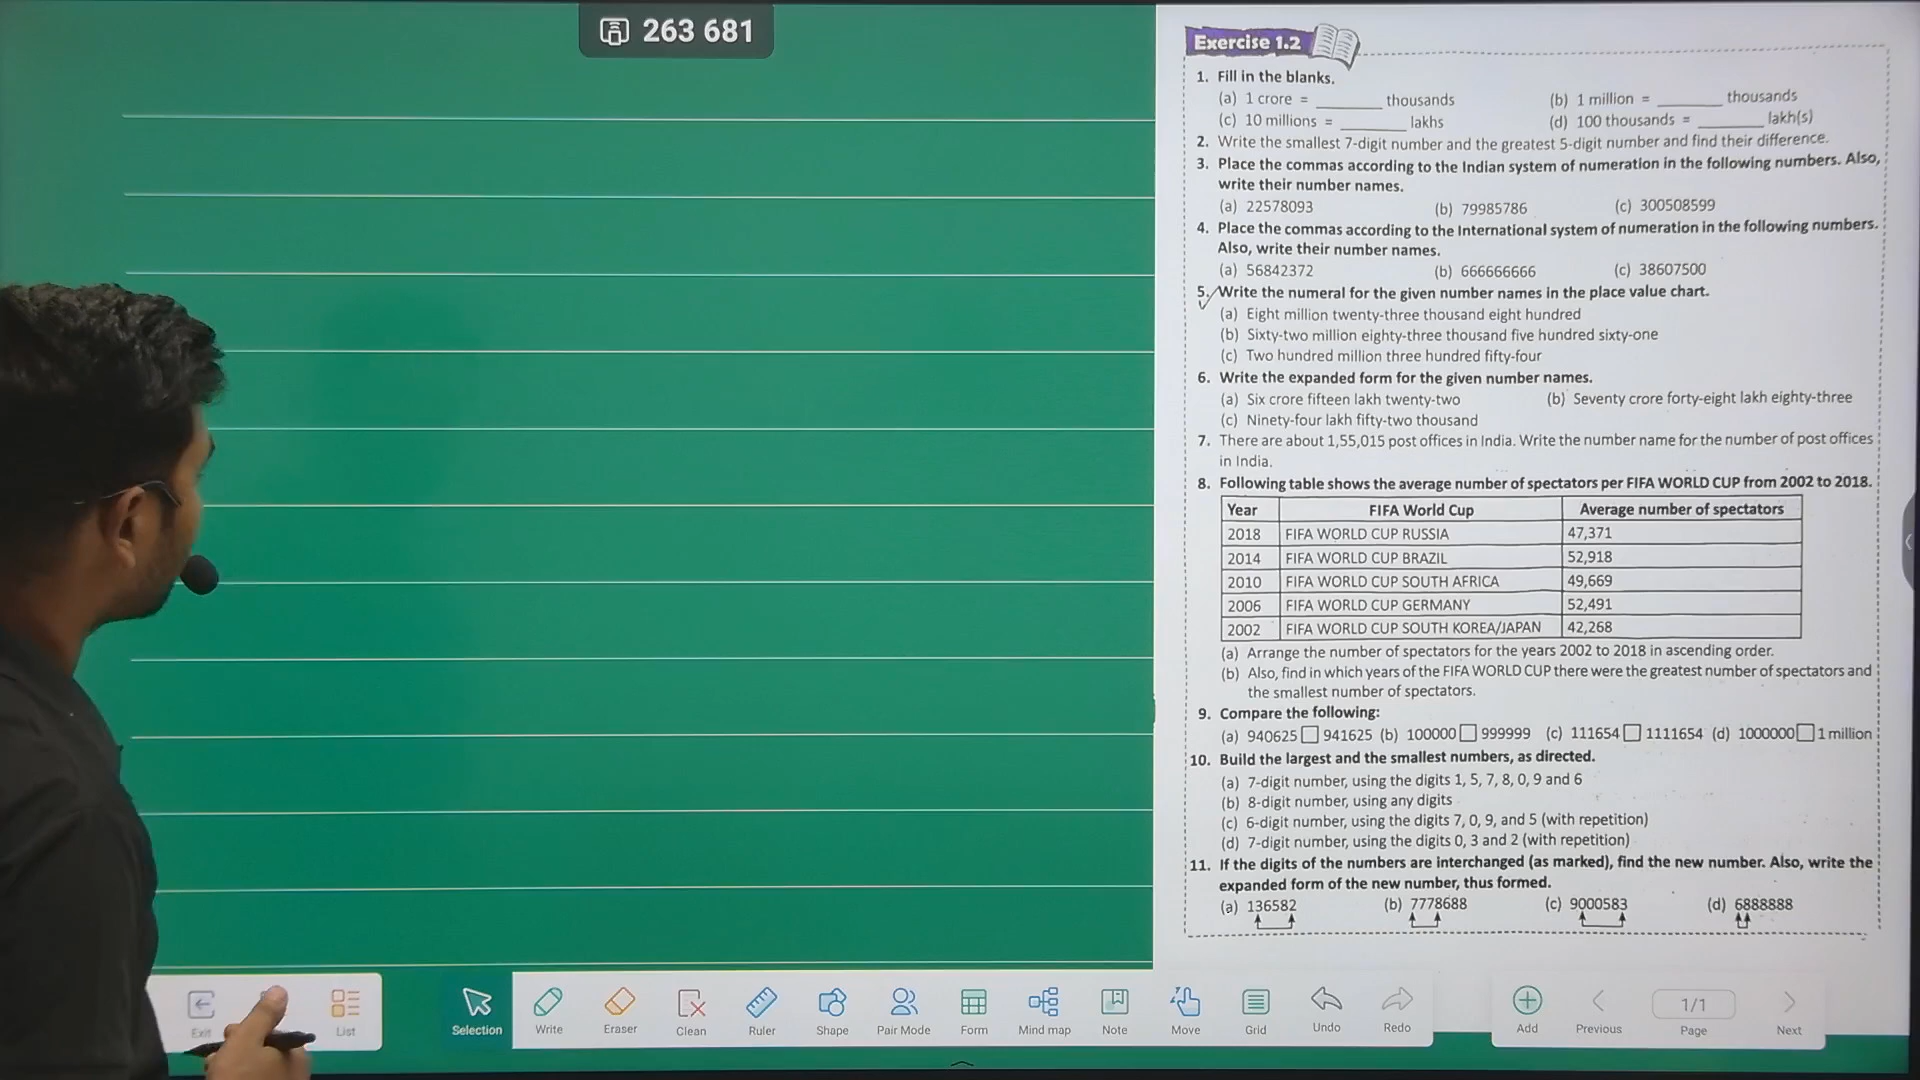 263 681
Exercise 1.2
1. Fill in the blanks.
(a) 1 crore = ________ thousands (b) 1 million = ________ thousands
(c) 10 millions = ________ lakhs (d) 100 thousands = ________ lakh(s)
2. Write the smallest 7-digit number and the greatest 5-digit number and find their difference.
3. Place the commas according to the Indian system of numeration in the following numbers. Also,
write their number names.
(a) 22578093 (b) 79985786 (c) 300508599
4. Place the commas according to the International system of numeration in the following numbers.
Also, write their number names.
(a) 56842372 (b) 666666666 (c) 38607500
5. Write the numeral for the given number names in the place value chart.
(a) Eight million twenty-three thousand eight hundred
(b) Sixty-two million eighty-three thousand five hundred sixty-one
(c) Two hundred million three hundred fifty-four
6. Write the expanded form for the given number names.
(a) Six crore fifteen lakh twenty-two (b) Seventy crore forty-eight lakh eighty-three
(c) Ninety-four lakh fifty-two thousand
7. There are about 1,55,015 post offices in India. Write the number name for the number of post offices
in India.
8. Following table shows the average number of spectators per FIFA WORLD CUP from 2002 to 2018.
Year FIFA World Cup Average number of spectators
2018 FIFA WORLD CUP RUSSIA 47,371
2014 FIFA WORLD CUP BRAZIL 52,918
2010 FIFA WORLD CUP SOUTH AFRICA 49,669
2006 FIFA WORLD CUP GERMANY 52,491
2002 FIFA WORLD CUP SOUTH KOREA/JAPAN 42,268
(a) Arrange the number of spectators for the years 2002 to 2018 in ascending order.
(b) Also, find in which years of the FIFA WORLD CUP there were the greatest number of spectators and
the smallest number of spectators.
9. Compare the following:
(a) 940625 □ 941625 (b) 100000 □ 999999 (c) 111654 □ 1111654 (d) 1000000 □ 1 million
10. Build the largest and the smallest numbers, as directed.
(a) 7-digit number, using the digits 1, 5, 7, 8, 0, 9 and 6
(b) 8-digit number, using any digits
(c) 6-digit number, using the digits 7, 0, 9, and 5 (with repetition)
(d) 7-digit number, using the digits 0, 3 and 2 (with repetition)
11. If the digits of the numbers are interchanged (as marked), find the new number. Also, write the
expanded form of the new number, thus formed.
(a) 136582 (b) 7778688 (c) 9000583 (d) 6888888
Exit List Selection Write Eraser Clean Ruler Shape Pair Mode Form Mind map Note Move Grid Undo Redo Add Previous 1/1 Page Next